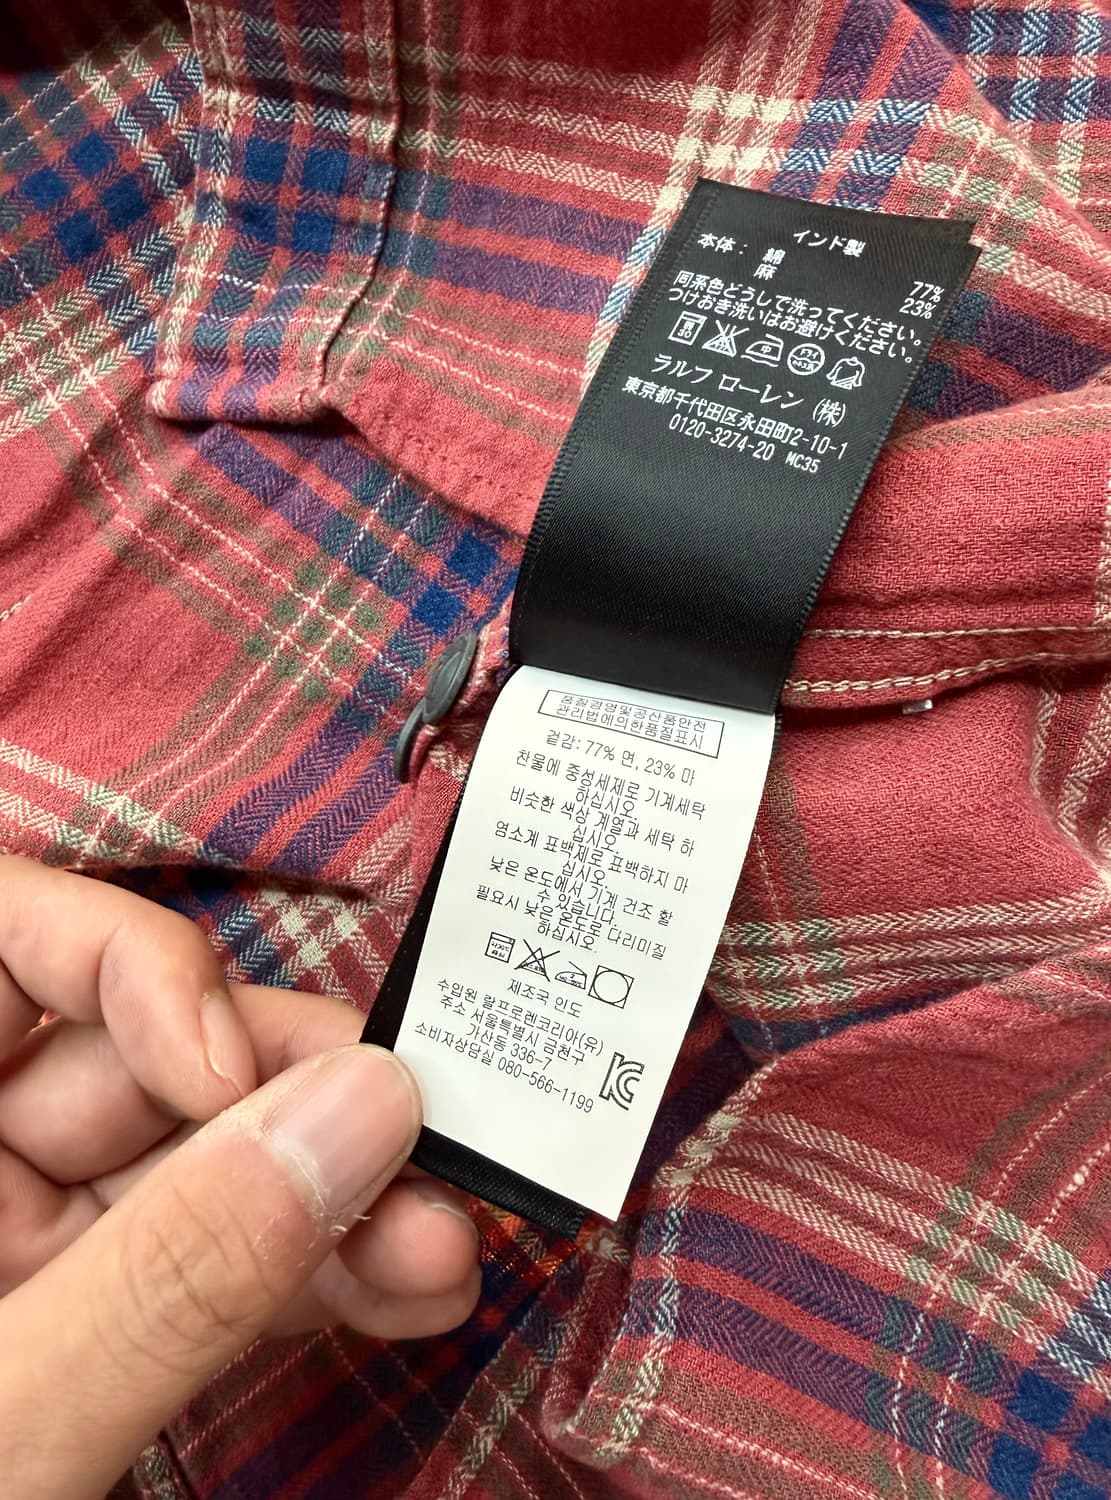 インド製
本体： 綿 77%
麻 23%
同系色どうしで洗ってください。
つけおき洗いはお避けください。
30 中 ドライ
ラルフ ローレン (株)
東京都千代田区永田町2-10-1
0120-3274-20 MC35
품질경영및공산품안전
관리법에의한품질표시
겉감: 77% 면, 23% 마
찬물에 중성세제로 기계세탁
하십시오.
비슷한 색상 계열과 세탁 하
십시오.
염소계 표백제로 표백하지 마
십시오.
낮은 온도에서 기계 건조 할
수 있습니다.
필요시 낮은 온도로 다리미질
하십시오.
제조국 인도
수입원 랄프로렌코리아(유)
주소 서울특별시 금천구
가산동 336-7
소비자상담실 080-566-1199